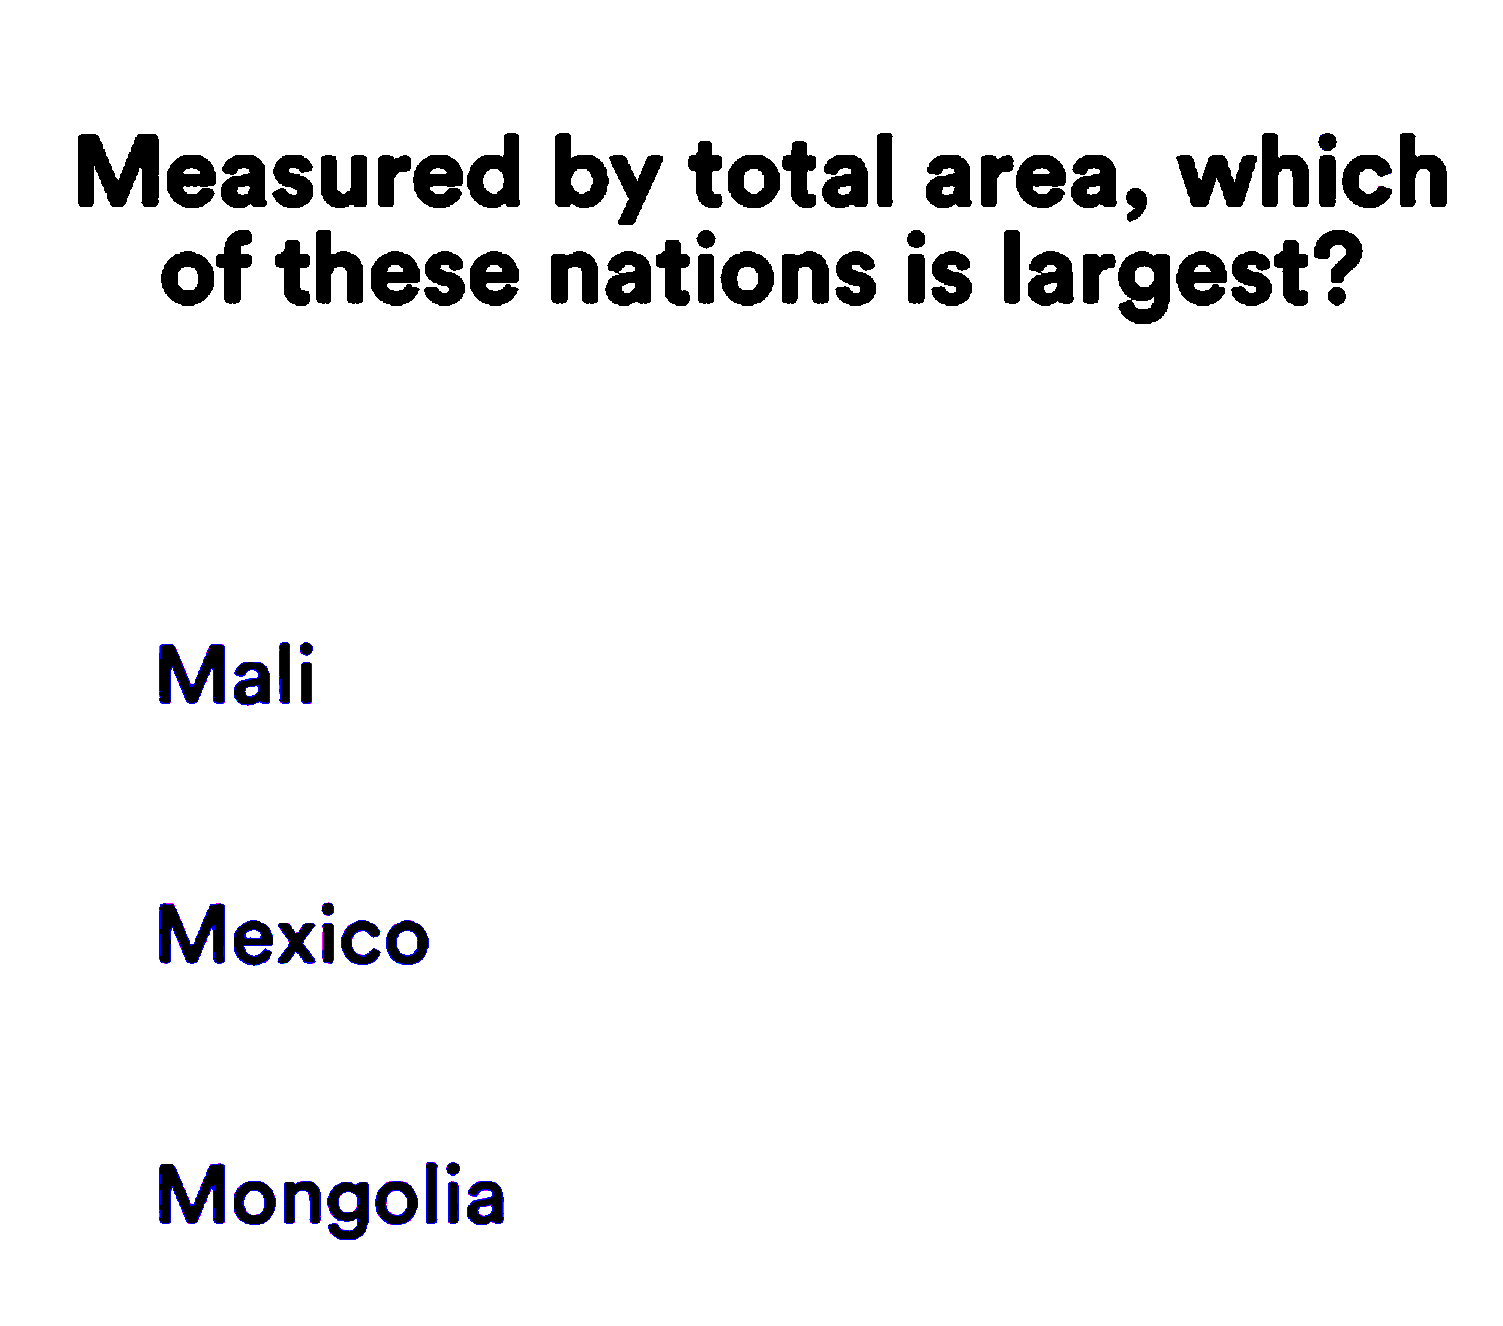 Measured by total area, which
of these nations is largest?
Mali
Mexico
Mongolia